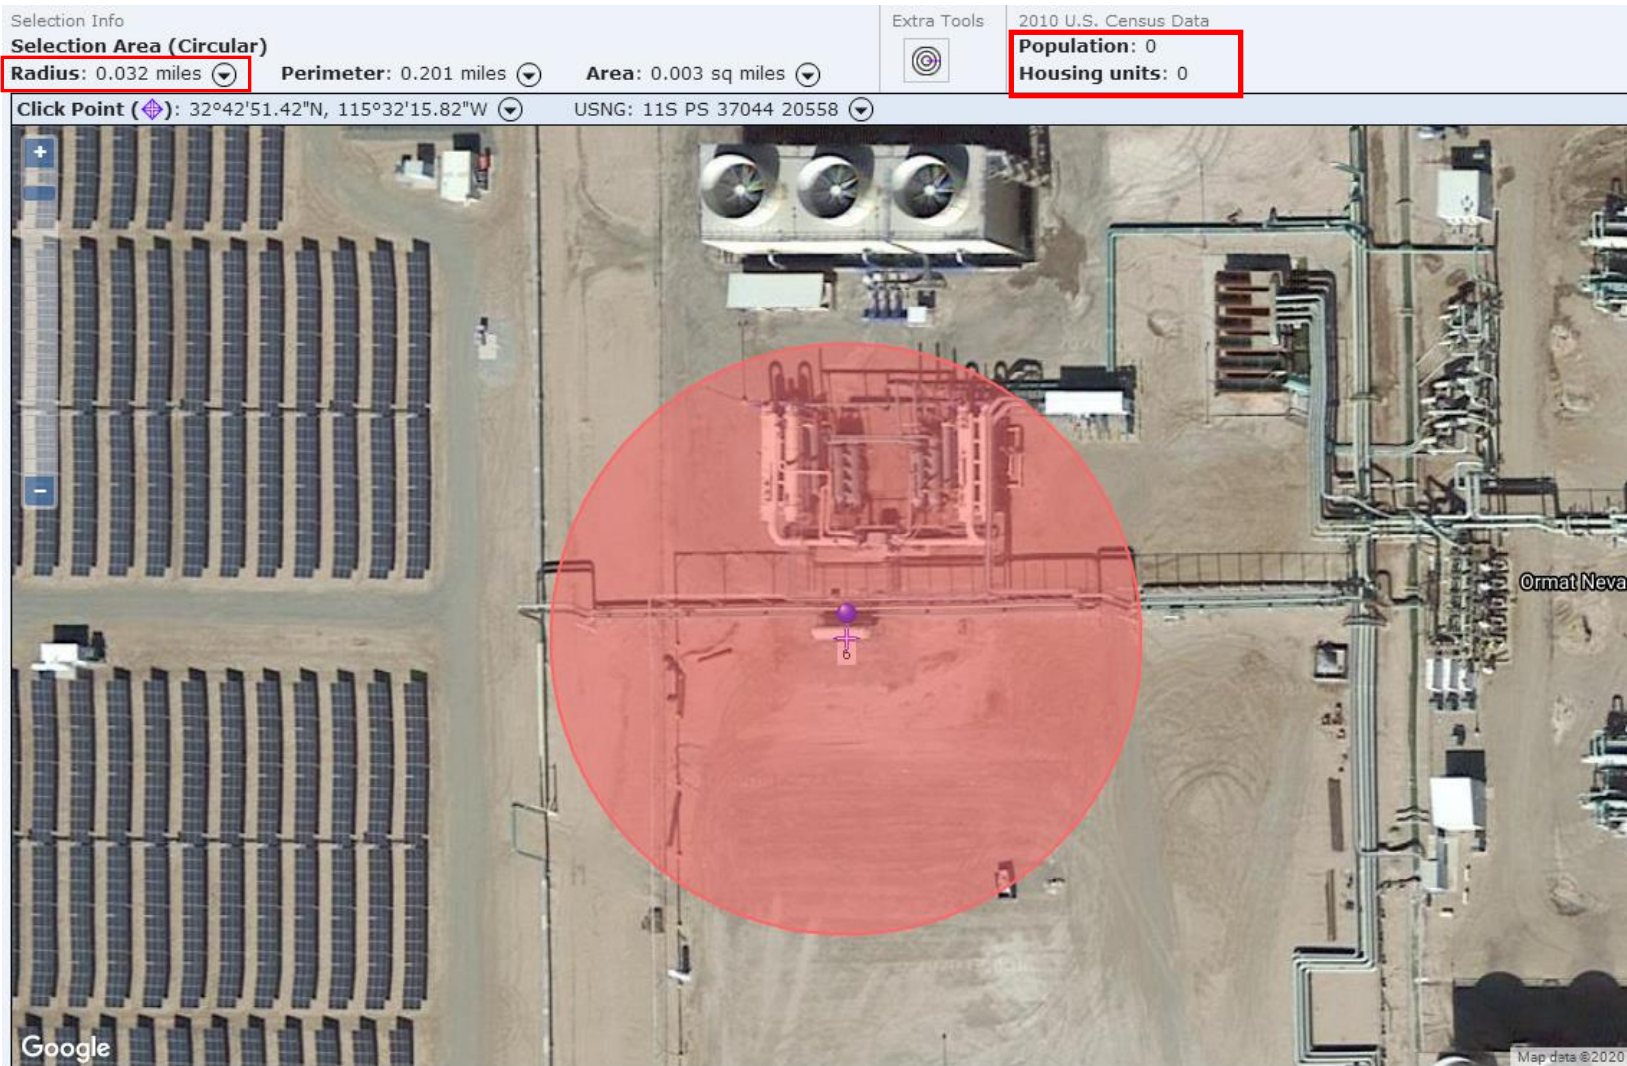 Selection Info
Selection Area (Circular)
Radius: 0.032 miles Perimeter: 0.201 miles Area: 0.003 sq miles
Extra Tools
2010 U.S. Census Data
Population: 0
Housing units: 0
Click Point ( ): 32°42'51.42"N, 115°32'15.82"W USNG: 11S PS 37044 20558
+
−
Ormat Neva
6
Google
Map data ©2020